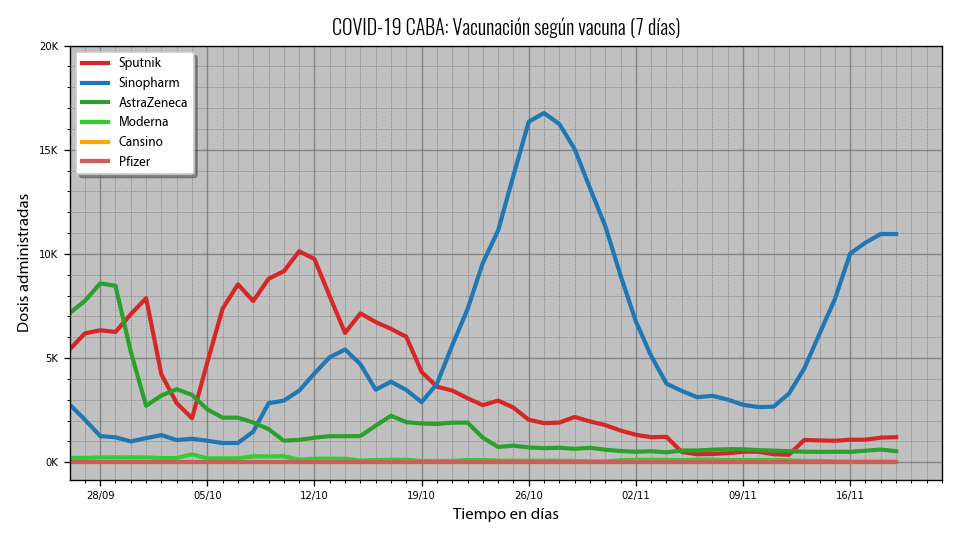 COVID-19 CABA: Vacunación según vacuna (7 días)
20K
15K
10K
5K
0K
Dosis administradas
Sputnik
Sinopharm
AstraZeneca
Moderna
Cansino
Pfizer
28/09 05/10 12/10 19/10 26/10 02/11 09/11 16/11
Tiempo en días